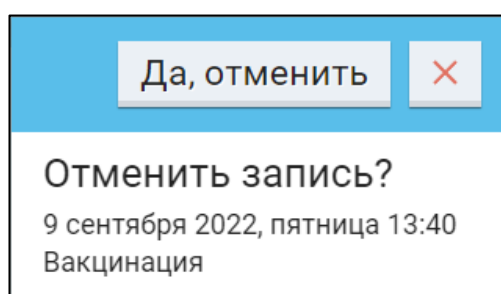 Да, отменить
Отменить запись?
9 сентября 2022, пятница 13:40
Вакцинация